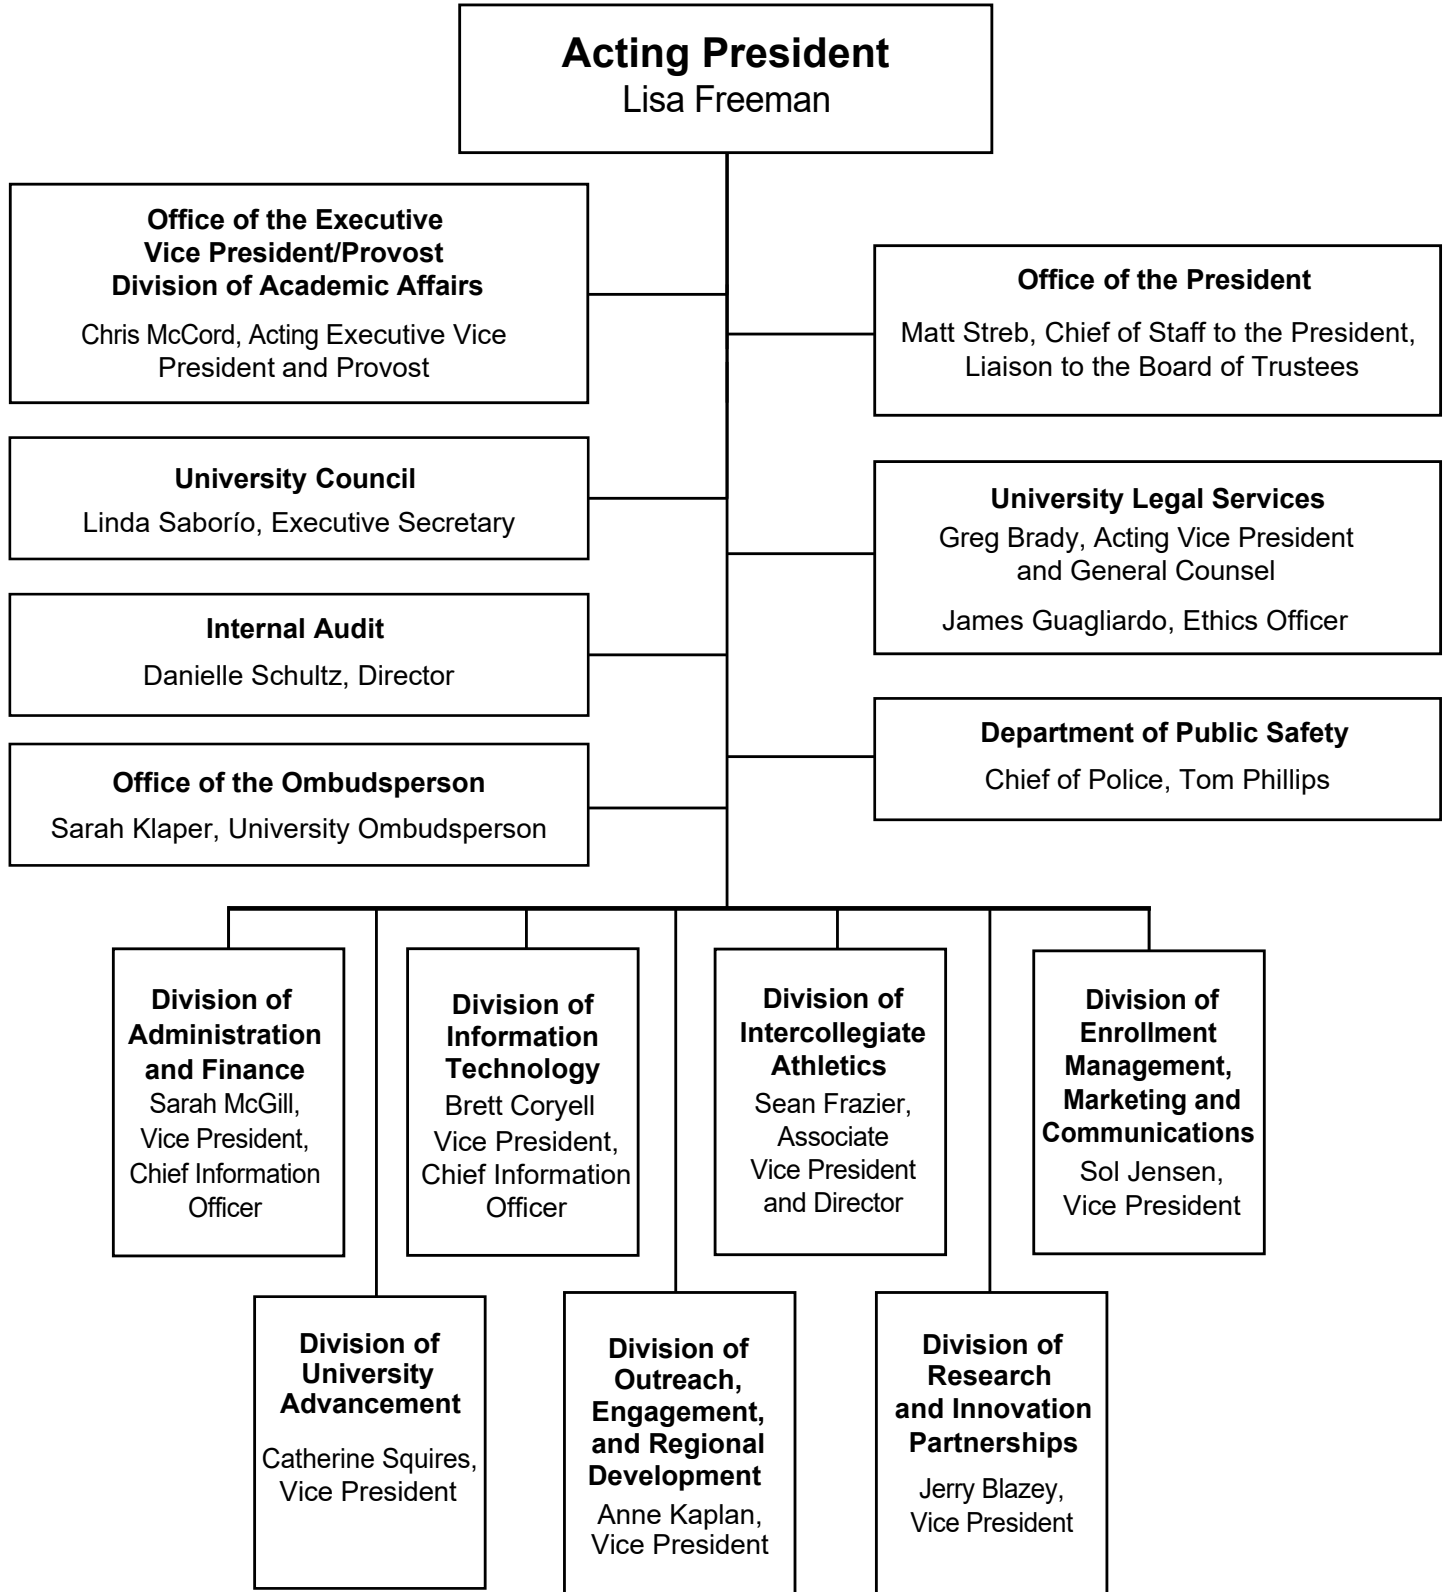 Acting President
Lisa Freeman
Office of the Executive
Vice President/Provost
Division of Academic Affairs
Chris McCord, Acting Executive Vice
President and Provost
Office of the President
Matt Streb, Chief of Staff to the President,
Liaison to the Board of Trustees
University Council
Linda Saborío, Executive Secretary
University Legal Services
Greg Brady, Acting Vice President
and General Counsel
James Guagliardo, Ethics Officer
Internal Audit
Danielle Schultz, Director
Department of Public Safety
Chief of Police, Tom Phillips
Office of the Ombudsperson
Sarah Klaper, University Ombudsperson
Division of
Administration
and Finance
Sarah McGill,
Vice President,
Chief Information
Officer
Division of
Information
Technology
Brett Coryell
Vice President,
Chief Information
Officer
Division of
Intercollegiate
Athletics
Sean Frazier,
Associate
Vice President
and Director
Division of
Enrollment
Management,
Marketing and
Communications
Sol Jensen,
Vice President
Division of
University
Advancement
Catherine Squires,
Vice President
Division of
Outreach,
Engagement,
and Regional
Development
Anne Kaplan,
Vice President
Division of
Research
and Innovation
Partnerships
Jerry Blazey,
Vice President